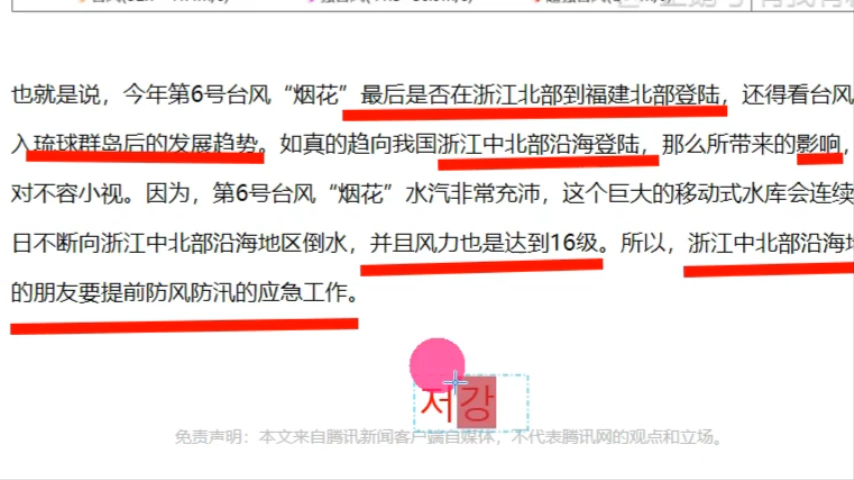 也就是说，今年第6号台风“烟花”最后是否在浙江北部到福建北部登陆，还得看台风
入琉球群岛后的发展趋势。如真的趋向我国浙江中北部沿海登陆，那么所带来的影响，
对不容小视。因为，第6号台风“烟花”水汽非常充沛，这个巨大的移动式水库会连续
日不断向浙江中北部沿海地区倒水，并且风力也是达到16级。所以，浙江中北部沿海地
的朋友要提前防风防汛的应急工作。
저강
免责声明：本文来自腾讯新闻客户端自媒体，不代表腾讯网的观点和立场。